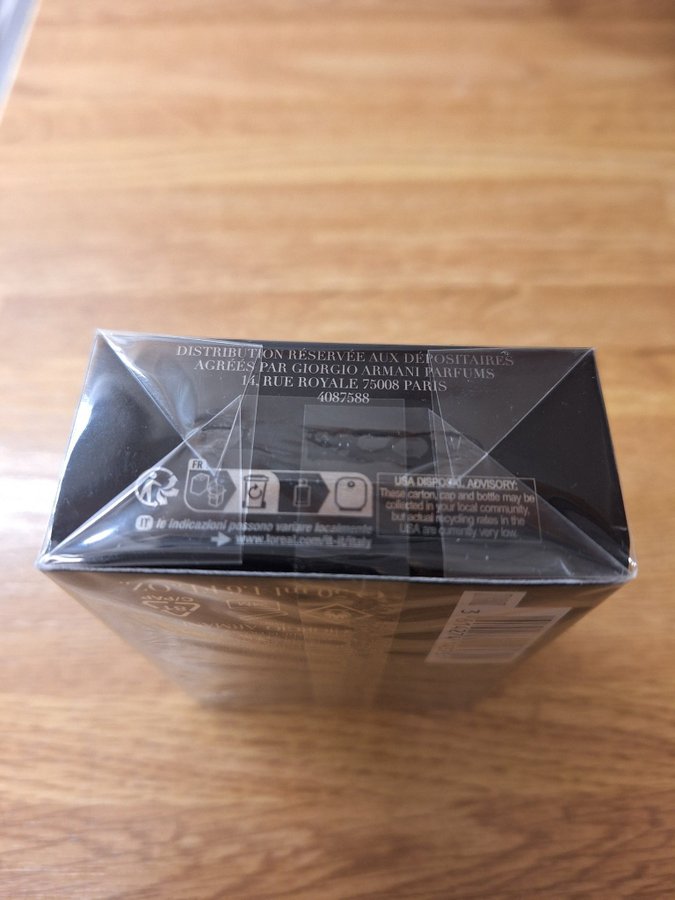 DISTRIBUTION RÉSERVÉE AUX DÉPOSITAIRES
AGRÉÉS PAR GIORGIO ARMANI PARFUMS
14, RUE ROYALE 75008 PARIS
4087588
FR
USA DISPOSAL ADVISORY:
These carton, cap and bottle may be
collected in your local community,
but actual recycling rates in the
USA are currently very low.
IT le indicazioni possono variare localmente
www.loreal.com/it-it/italy
C/PAP